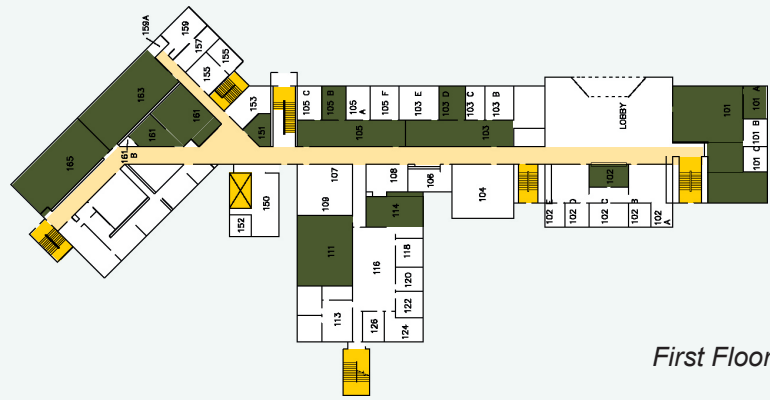 159A
159
157
155
155
153
163
161
161
161 B
165
151
105 C
105 B
105 A
105 F
103 E
103 D
103 C
103 B
105
103
LOBBY
101
101 A
101 B
101 C
107
108
106
104
102
109
150
152
114
102 E
102 D
102 C
102 B
102 A
111
116
118
120
122
124
126
113
First Floor